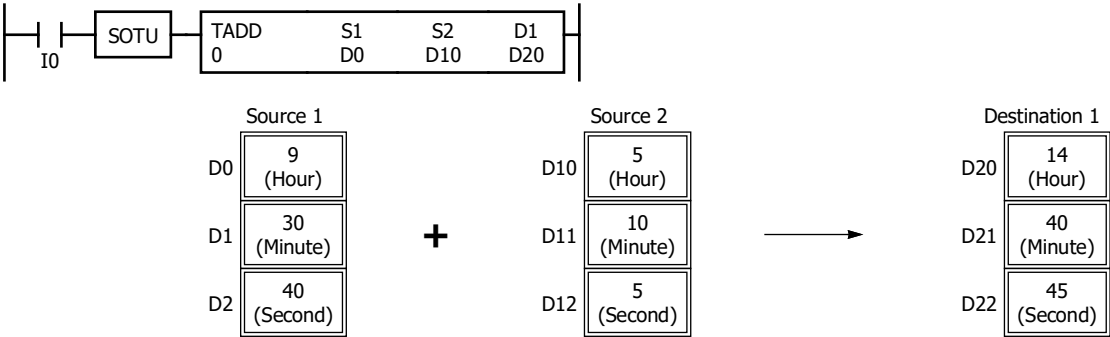 SOTU
TADD S1 S2 D1
0 D0 D10 D20
I0
Source 1 Source 2 Destination 1
D0 9 (Hour) D10 5 (Hour) D20 14 (Hour)
D1 30 (Minute) + D11 10 (Minute) D21 40 (Minute)
D2 40 (Second) D12 5 (Second) D22 45 (Second)